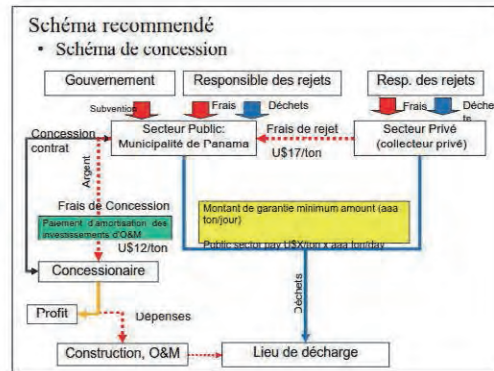 Schéma recommendé
• Schéma de concession
Gouvernement
Responsible des rejets
Resp. des rejets
Subvention
Frais
Déchets
Frais
Déche
Concession
contrat
Secteur Public:
Municipalité de Panama
Frais de rejet
U$17/ton
Secteur Privé
(collecteur privé)
Argent
Frais de Concession
Paiement d'amortisation des
investissements d'O&M
U$12/ton
Montant de garantie minimum amount (aaa
ton/jour)
Public sector pay U$X/ton x aaa ton/day
Concessionaire
Déchets
Profit
Dépenses
Construction, O&M
Lieu de décharge